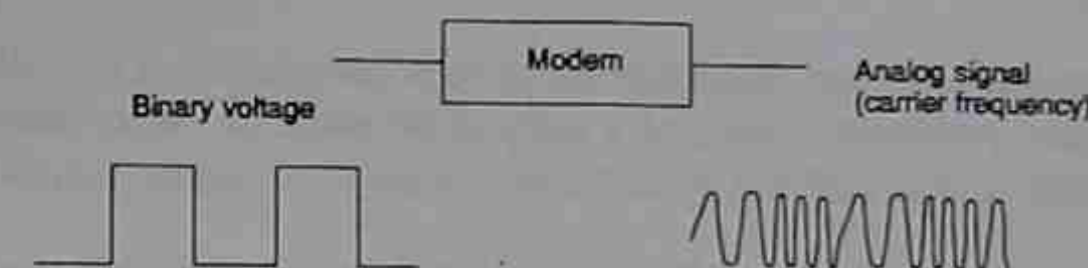 Modem
Analog signal
(carrier frequency)
Binary voltage